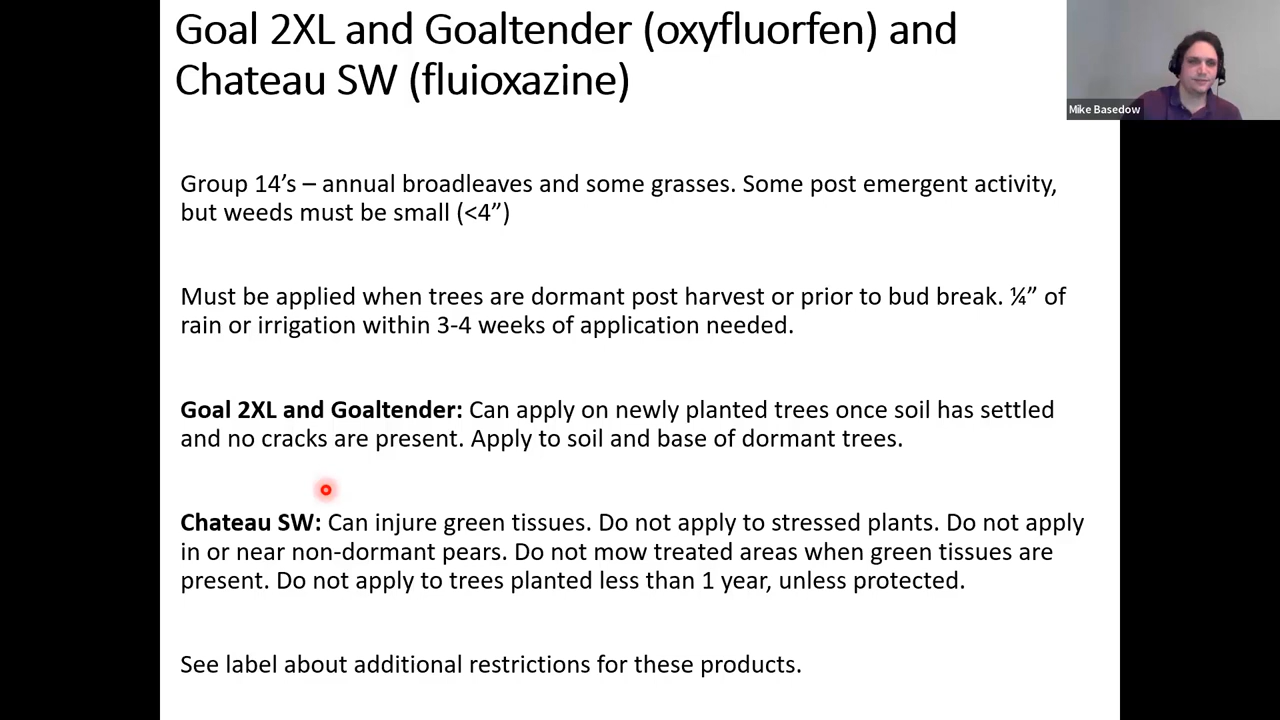 Goal 2XL and Goaltender (oxyfluorfen) and
Chateau SW (fluioxazine)
Mike Basedow
Group 14’s – annual broadleaves and some grasses. Some post emergent activity,
but weeds must be small (<4”)
Must be applied when trees are dormant post harvest or prior to bud break. ¼” of
rain or irrigation within 3-4 weeks of application needed.
Goal 2XL and Goaltender: Can apply on newly planted trees once soil has settled
and no cracks are present. Apply to soil and base of dormant trees.
Chateau SW: Can injure green tissues. Do not apply to stressed plants. Do not apply
in or near non-dormant pears. Do not mow treated areas when green tissues are
present. Do not apply to trees planted less than 1 year, unless protected.
See label about additional restrictions for these products.